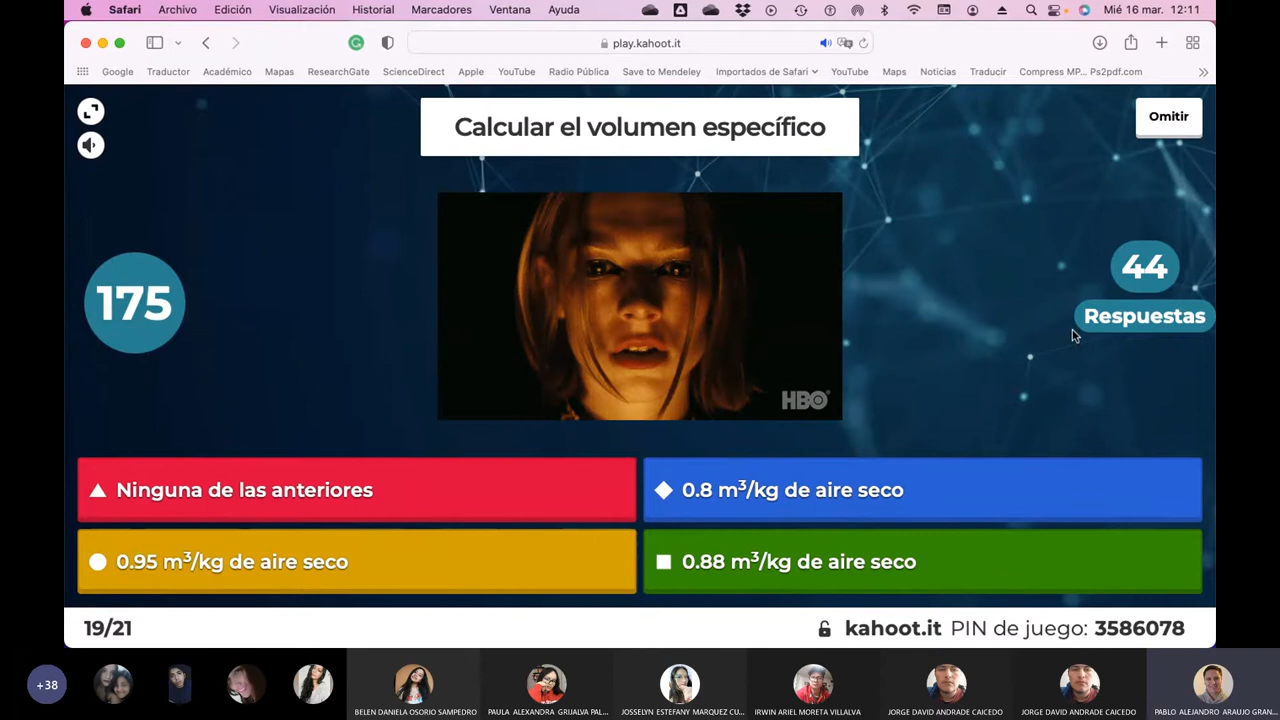 Safari Archivo Edición Visualización Historial Marcadores Ventana Ayuda Mié 16 mar. 12:11
play.kahoot.it
Google Traductor Académico Mapas ResearchGate ScienceDirect Apple YouTube Radio Pública Save to Mendeley Importados de Safari YouTube Maps Noticias Traducir Compress MP... Ps2pdf.com
Calcular el volumen específico
Omitir
175
44
Respuestas
HBO
Ninguna de las anteriores
0.8 m³/kg de aire seco
0.95 m³/kg de aire seco
0.88 m³/kg de aire seco
19/21
kahoot.it PIN de juego: 3586078
+38
BELEN DANIELA OSORIO SAMPEDRO
PAULA ALEXANDRA GRIJALVA PAL...
JOSSELYN ESTEFANY MARQUEZ CU...
IRWIN ARIEL MORETA VILLALVA
JORGE DAVID ANDRADE CAICEDO
JORGE DAVID ANDRADE CAICEDO
PABLO ALEJANDRO ARAUJO GRAN...